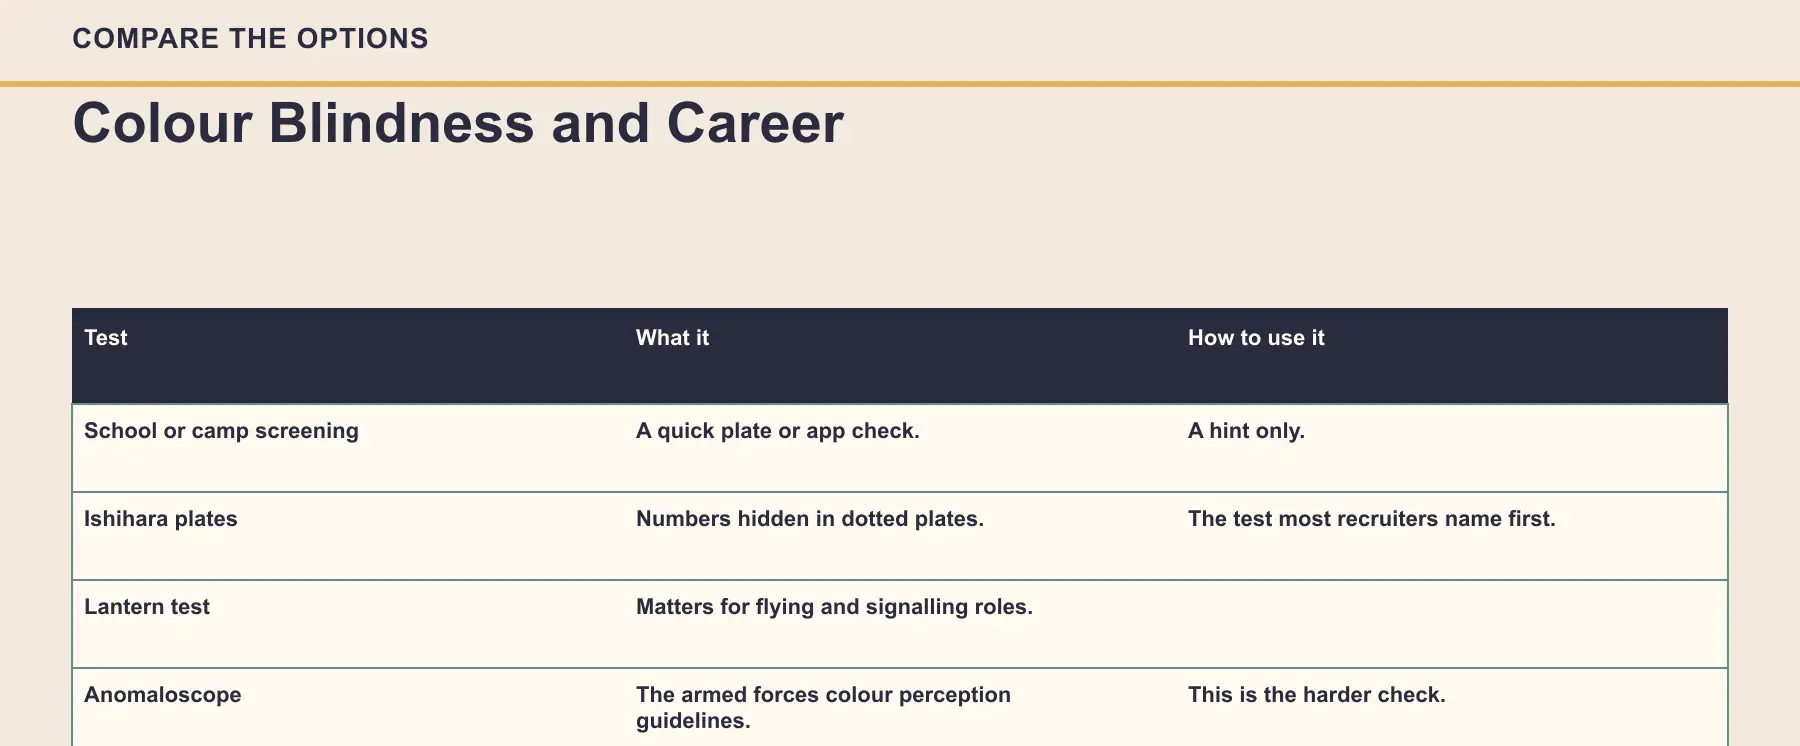 COMPARE THE OPTIONS
Colour Blindness and Career
Test
What it
How to use it
School or camp screening
A quick plate or app check.
A hint only.
Ishihara plates
Numbers hidden in dotted plates.
The test most recruiters name first.
Lantern test
Matters for flying and signalling roles.
Anomaloscope
The armed forces colour perception
guidelines.
This is the harder check.